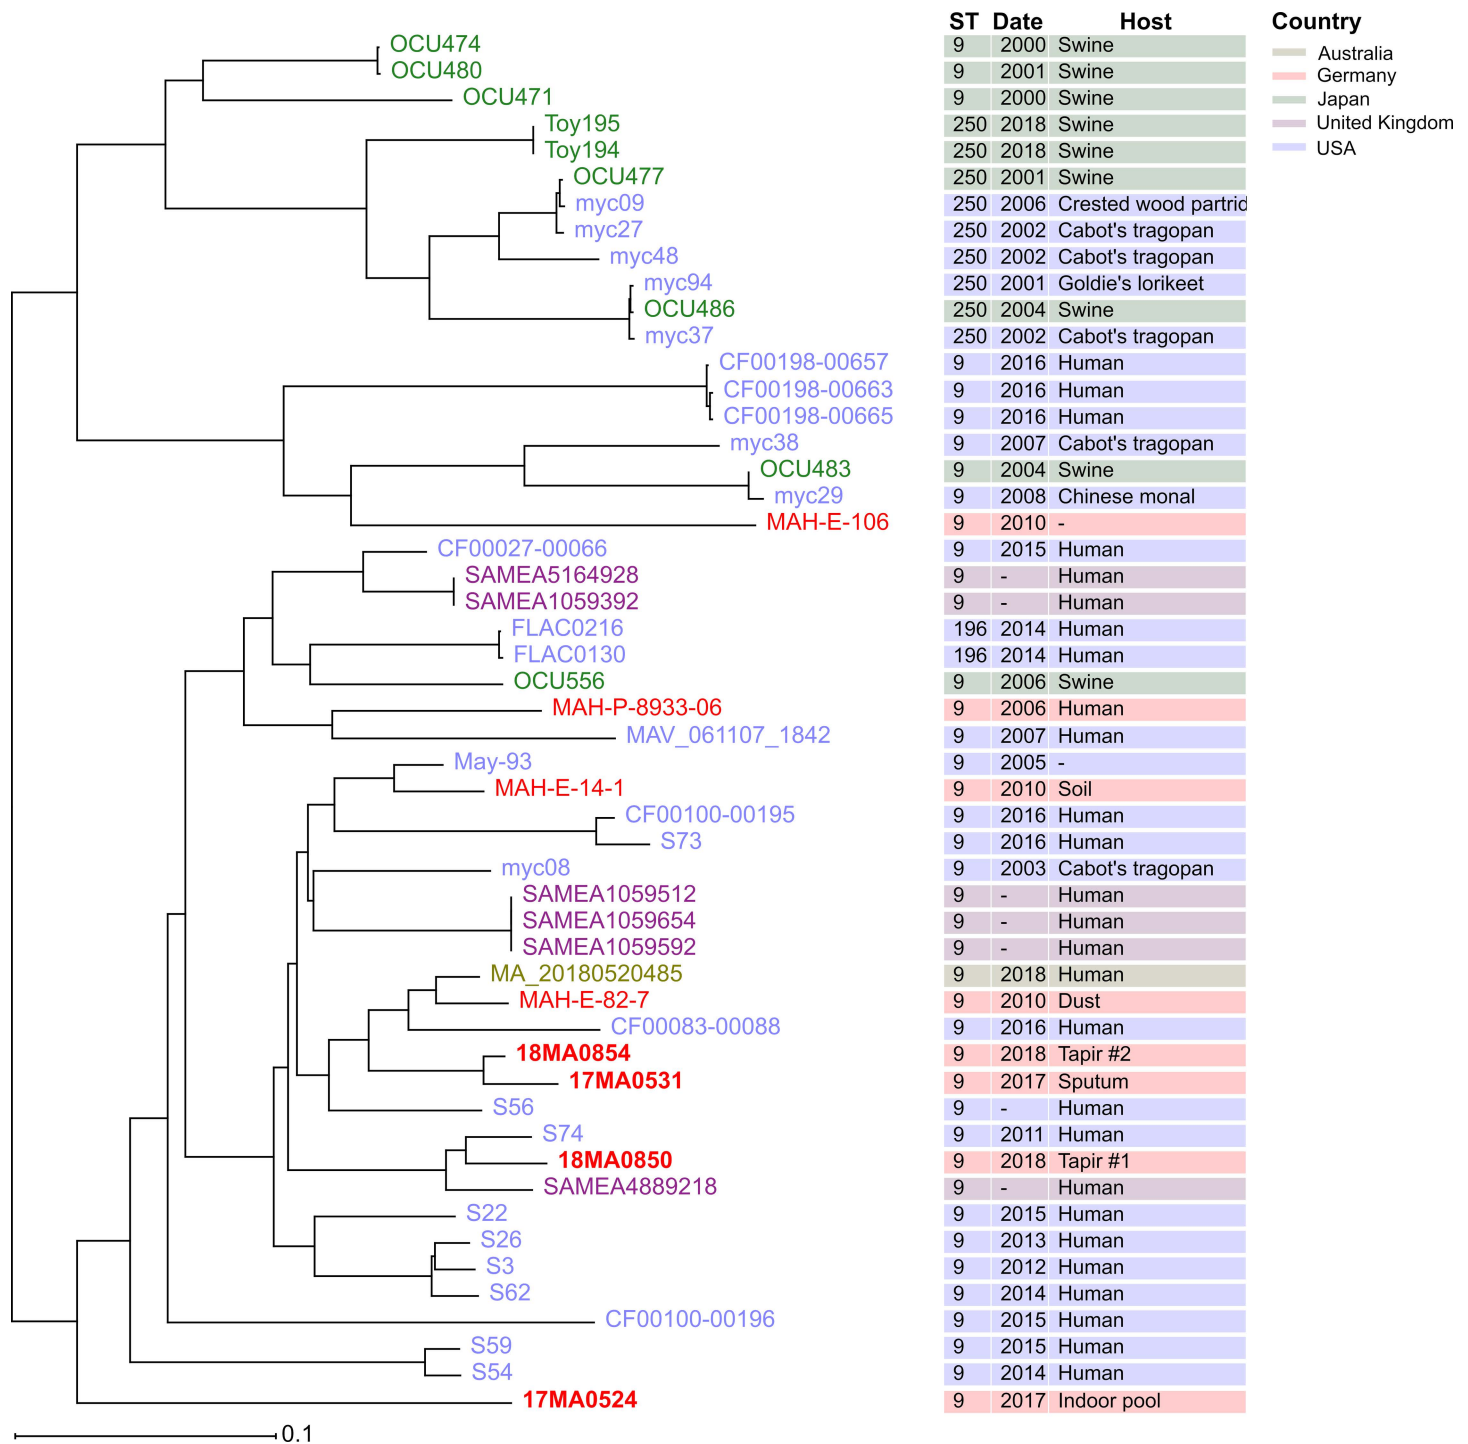 ST Date Host Country
OCU474 9 2000 Swine
Australia
OCU480 9 2001 Swine
Germany
OCU471 9 2000 Swine
Japan
Toy195 250 2018 Swine
United Kingdom
Toy194 250 2018 Swine
USA
OCU477 250 2001 Swine
myc09 250 2006 Crested wood partrid
myc27 250 2002 Cabot's tragopan
myc48 250 2002 Cabot's tragopan
myc94 250 2001 Goldie's lorikeet
OCU486 250 2004 Swine
myc37 250 2002 Cabot's tragopan
CF00198-00657 9 2016 Human
CF00198-00663 9 2016 Human
CF00198-00665 9 2016 Human
myc38 9 2007 Cabot's tragopan
OCU483 9 2004 Swine
myc29 9 2008 Chinese monal
MAH-E-106 9 2010 -
CF00027-00066 9 2015 Human
SAMEA5164928 9 - Human
SAMEA1059392 9 - Human
FLAC0216 196 2014 Human
FLAC0130 196 2014 Human
OCU556 9 2006 Swine
MAH-P-8933-06 9 2006 Human
MAV_061107_1842 9 2007 Human
May-93 9 2005 -
MAH-E-14-1 9 2010 Soil
CF00100-00195 9 2016 Human
S73 9 2016 Human
myc08 9 2003 Cabot's tragopan
SAMEA1059512 9 - Human
SAMEA1059654 9 - Human
SAMEA1059592 9 - Human
MA_20180520485 9 2018 Human
MAH-E-82-7 9 2010 Dust
CF00083-00088 9 2016 Human
18MA0854 9 2018 Tapir #2
17MA0531 9 2017 Sputum
S56 9 - Human
S74 9 2011 Human
18MA0850 9 2018 Tapir #1
SAMEA4889218 9 - Human
S22 9 2015 Human
S26 9 2013 Human
S3 9 2012 Human
S62 9 2014 Human
CF00100-00196 9 2015 Human
S59 9 2015 Human
S54 9 2014 Human
17MA0524 9 2017 Indoor pool
0.1